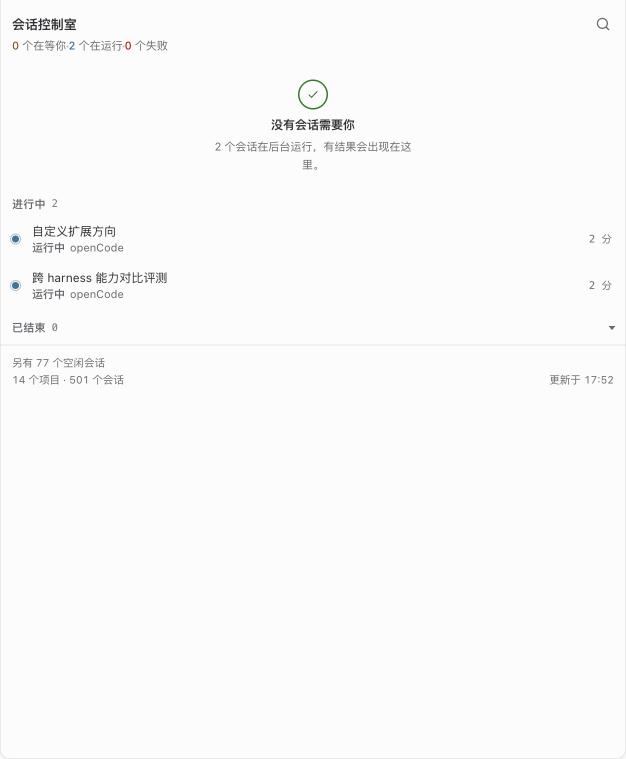 会话控制室
0 个在等你·2 个在运行·0 个失败
没有会话需要你
2 个会话在后台运行，有结果会出现在这
里。
进行中 2
自定义扩展方向
运行中 openCode
2 分
跨 harness 能力对比评测
运行中 openCode
2 分
已结束 0
另有 77 个空闲会话
14 个项目 · 501 个会话
更新于 17:52